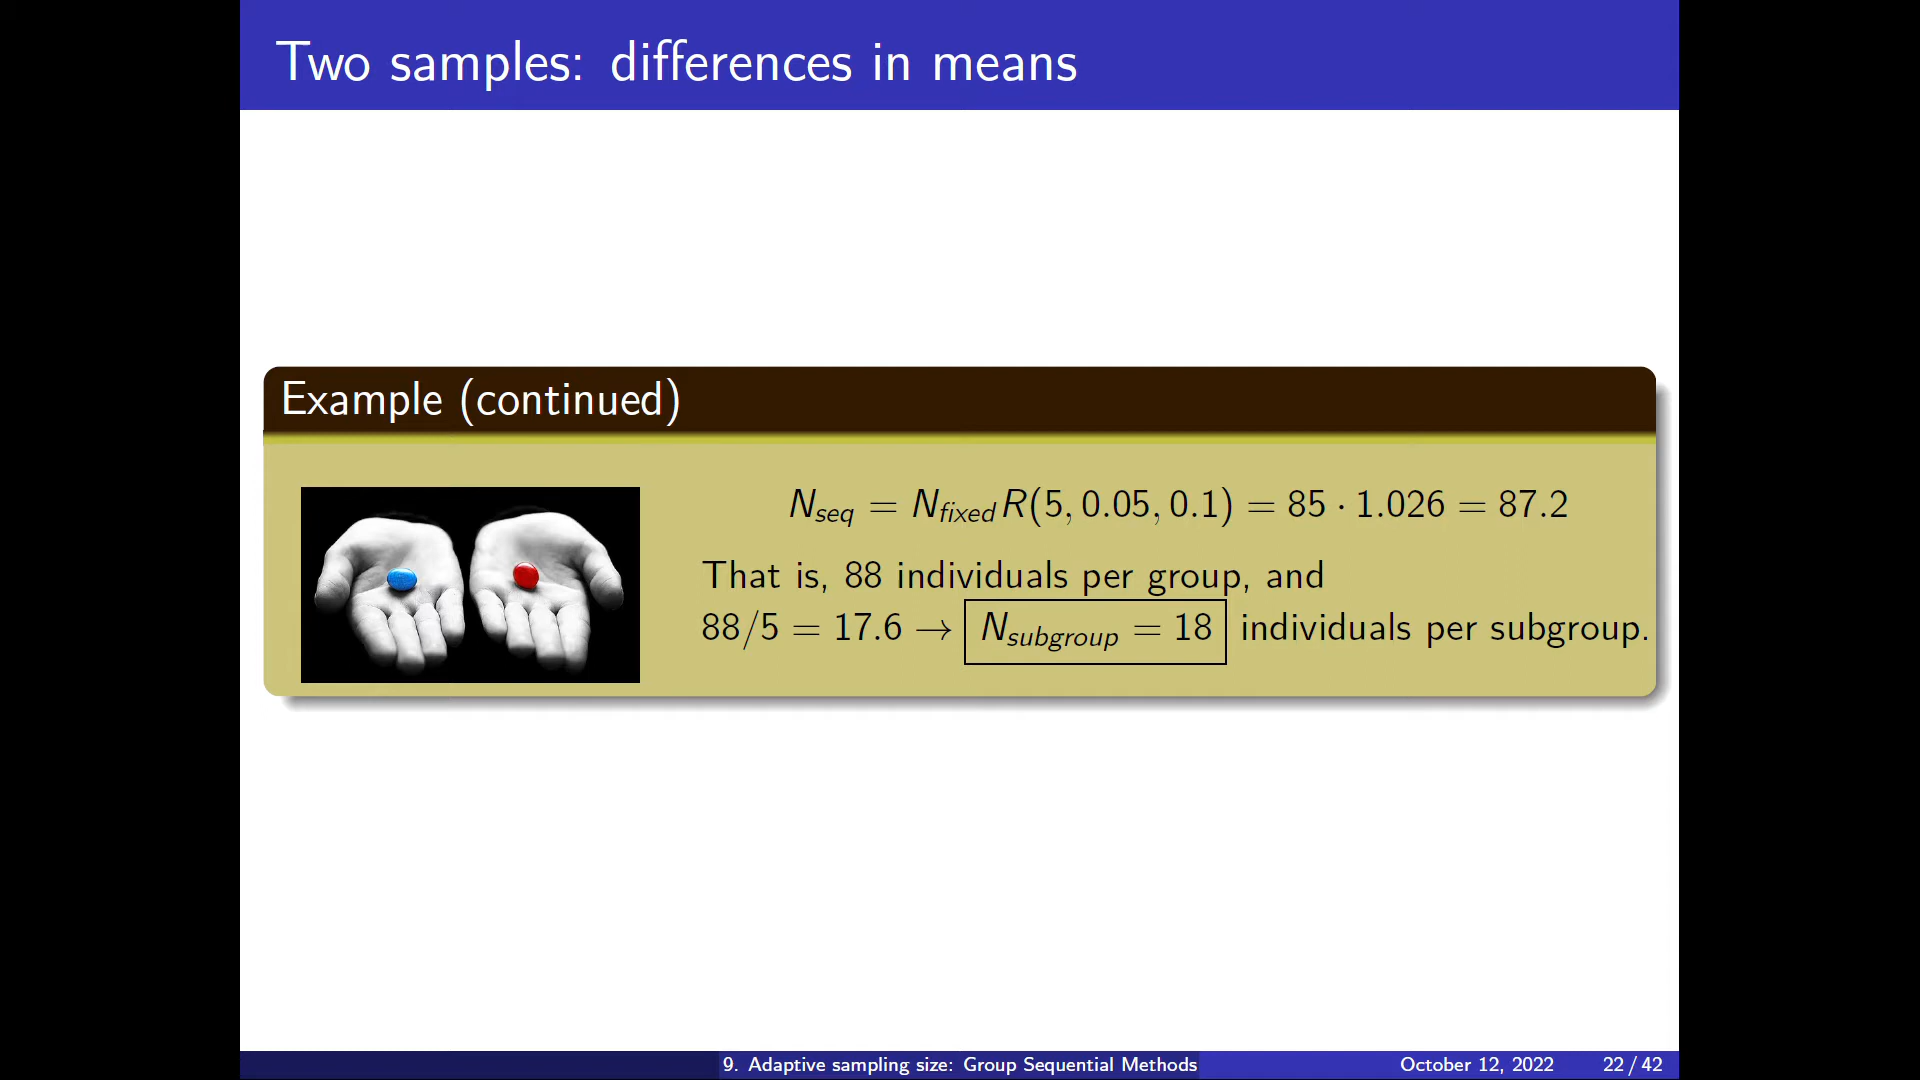 Two samples: differences in means
Example (continued)
N_seq = N_fixed R(5, 0.05, 0.1) = 85 · 1.026 = 87.2
That is, 88 individuals per group, and
88/5 = 17.6 → N_subgroup = 18 individuals per subgroup.
9. Adaptive sampling size: Group Sequential Methods October 12, 2022 22 / 42